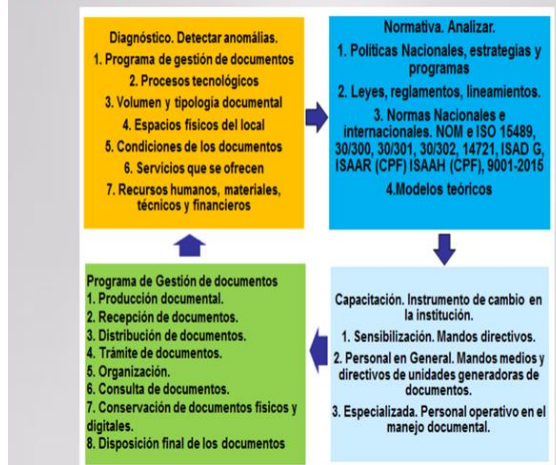 Diagnóstico. Detectar anomálias.
1. Programa de gestión de documentos
2. Procesos tecnológicos
3. Volumen y tipología documental
4. Espacios físicos del local
5. Condiciones de los documentos
6. Servicios que se ofrecen
7. Recursos humanos, materiales,
técnicos y financieros
Normativa. Analizar.
1. Políticas Nacionales, estrategias y
programas
2. Leyes, reglamentos, lineamientos.
3. Normas Nacionales e
internacionales. NOM e ISO 15489,
30/300, 30/301, 30/302, 14721, ISAD G,
ISAAR (CPF) ISAAH (CPF), 9001-2015
4.Modelos teóricos
Programa de Gestión de documentos
1. Producción documental.
2. Recepción de documentos.
3. Distribución de documentos.
4. Trámite de documentos.
5. Organización.
6. Consulta de documentos.
7. Conservación de documentos físicos y
digitales.
8. Disposición final de los documentos
Capacitación. Instrumento de cambio en
la institución.
1. Sensibilización. Mandos directivos.
2. Personal en General. Mandos medios y
directivos de unidades generadoras de
documentos.
3. Especializada. Personal operativo en el
manejo documental.